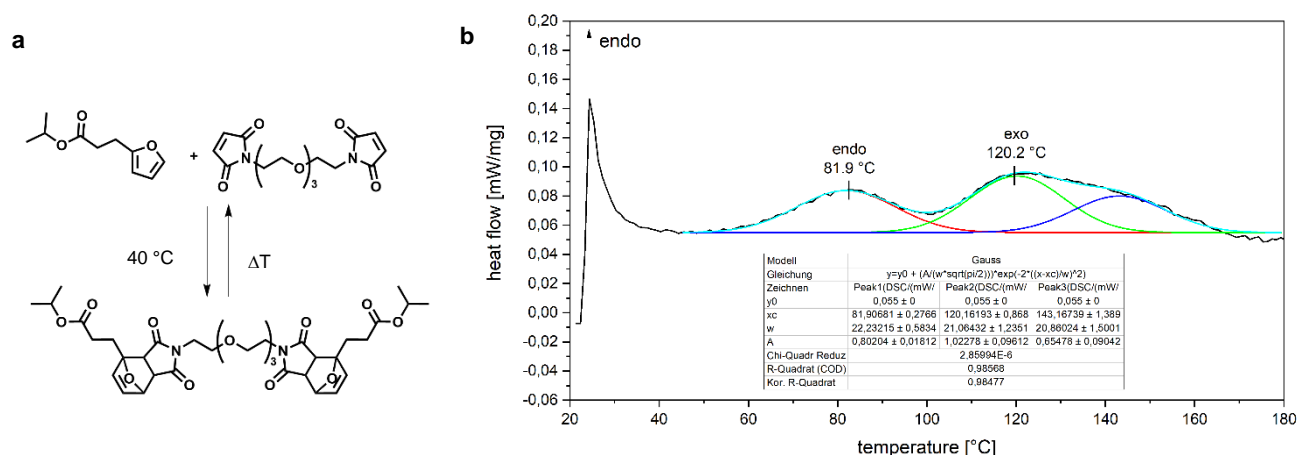 a
O
O
O
+
O
N
O
O
3
O
N
O
40 °C
ΔT
O
O
O
N
O
O
O
3
O
N
O
O
O
O
b
0,20
0,18
0,16
0,14
0,12
0,10
0,08
0,06
0,04
0,02
0,00
-0,02
-0,04
-0,06
heat flow [mW/mg]
endo
endo
81.9 °C
exo
120.2 °C
Modell Gauss
Gleichung y=y0 + (A/(w*sqrt(pi/2)))*exp(-2*((x-xc)/w)^2)
Zeichnen Peak1(DSC/(mW/ Peak2(DSC/(mW/ Peak3(DSC/(mW/
y0 0,055 ± 0 0,055 ± 0 0,055 ± 0
xc 81,90681 ± 0,2766 120,16193 ± 0,868 143,16739 ± 1,389
w 22,23215 ± 0,5834 21,06432 ± 1,2351 20,86024 ± 1,5001
A 0,80204 ± 0,01812 1,02278 ± 0,09612 0,65478 ± 0,09042
Chi-Quadr Reduz 2,85994E-6
R-Quadrat (COD) 0,98568
Kor. R-Quadrat 0,98477
20 40 60 80 100 120 140 160 180
temperature [°C]